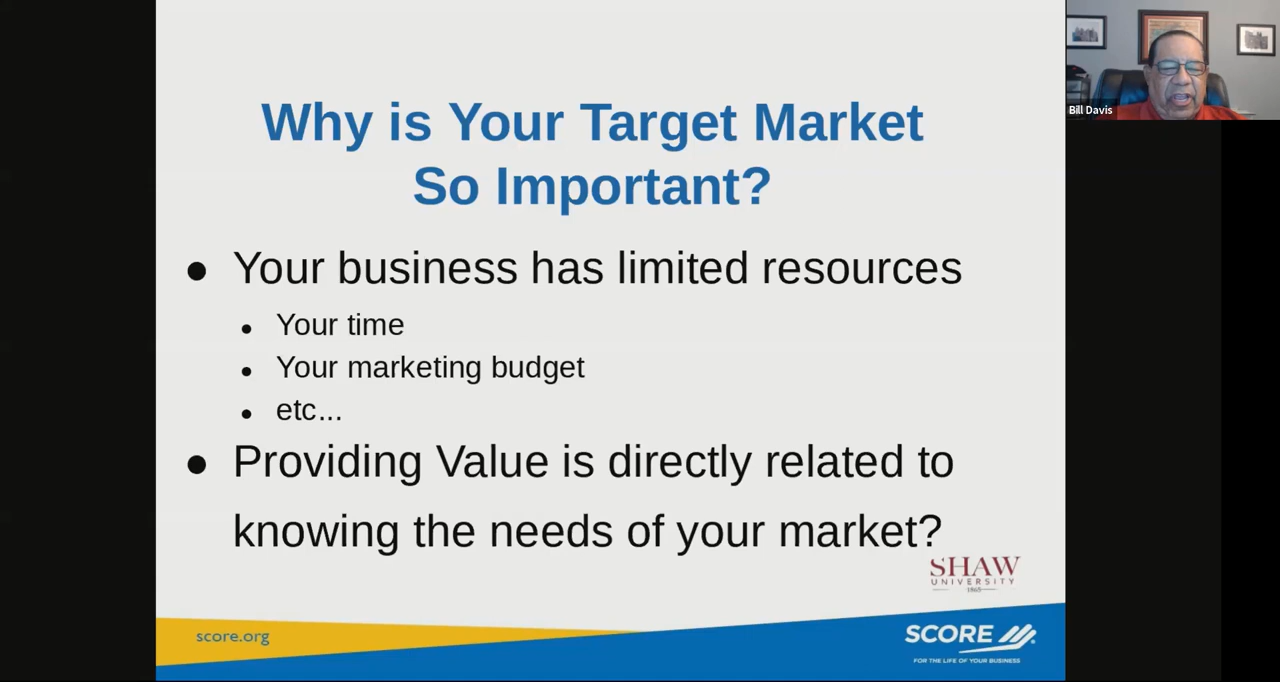 Why is Your Target Market
So Important?
● Your business has limited resources
● Your time
● Your marketing budget
● etc...
● Providing Value is directly related to
knowing the needs of your market?
SHAW
UNIVERSITY
1865
score.org
SCORE
FOR THE LIFE OF YOUR BUSINESS
Bill Davis